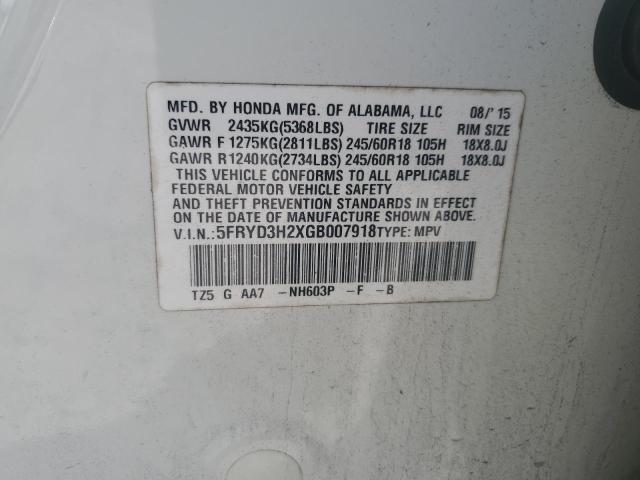 MFD. BY HONDA MFG. OF ALABAMA, LLC 08/'15
GVWR 2435KG(5368LBS) TIRE SIZE RIM SIZE
GAWR F 1275KG(2811LBS) 245/60R18 105H 18X8.0J
GAWR R 1240KG(2734LBS) 245/60R18 105H 18X8.0J
THIS VEHICLE CONFORMS TO ALL APPLICABLE
FEDERAL MOTOR VEHICLE SAFETY
AND THEFT PREVENTION STANDARDS IN EFFECT
ON THE DATE OF MANUFACTURE SHOWN ABOVE.
V.I.N.:5FRYD3H2XGB007918 TYPE: MPV
TZ5 G AA7 -NH603P -F -B